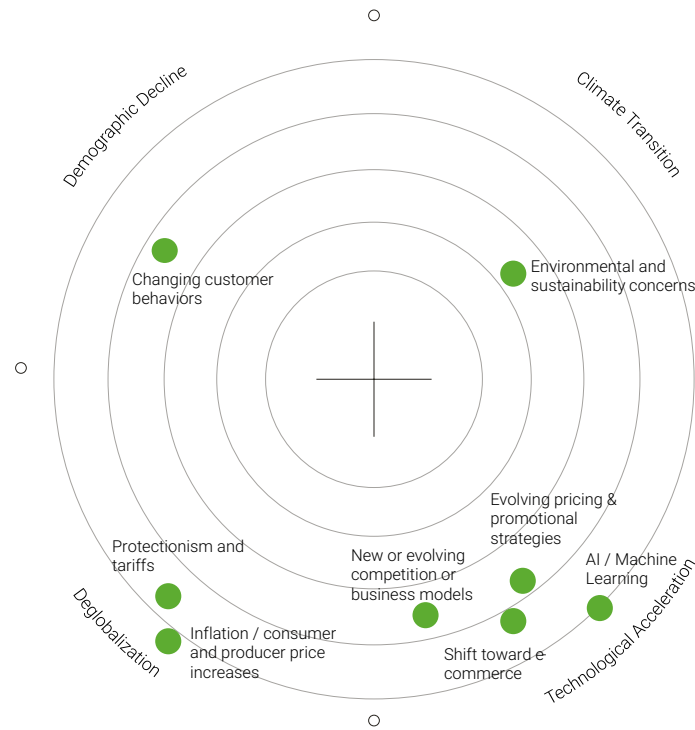 Demographic Decline
Climate Transition
Environmental and
sustainability concerns
Changing customer
behaviors
Evolving pricing &
promotional
strategies
Protectionism and
tariffs
New or evolving
competition or
business models
AI / Machine
Learning
Inflation / consumer
and producer price
increases
Shift toward e-
commerce
Deglobalization
Technological Acceleration